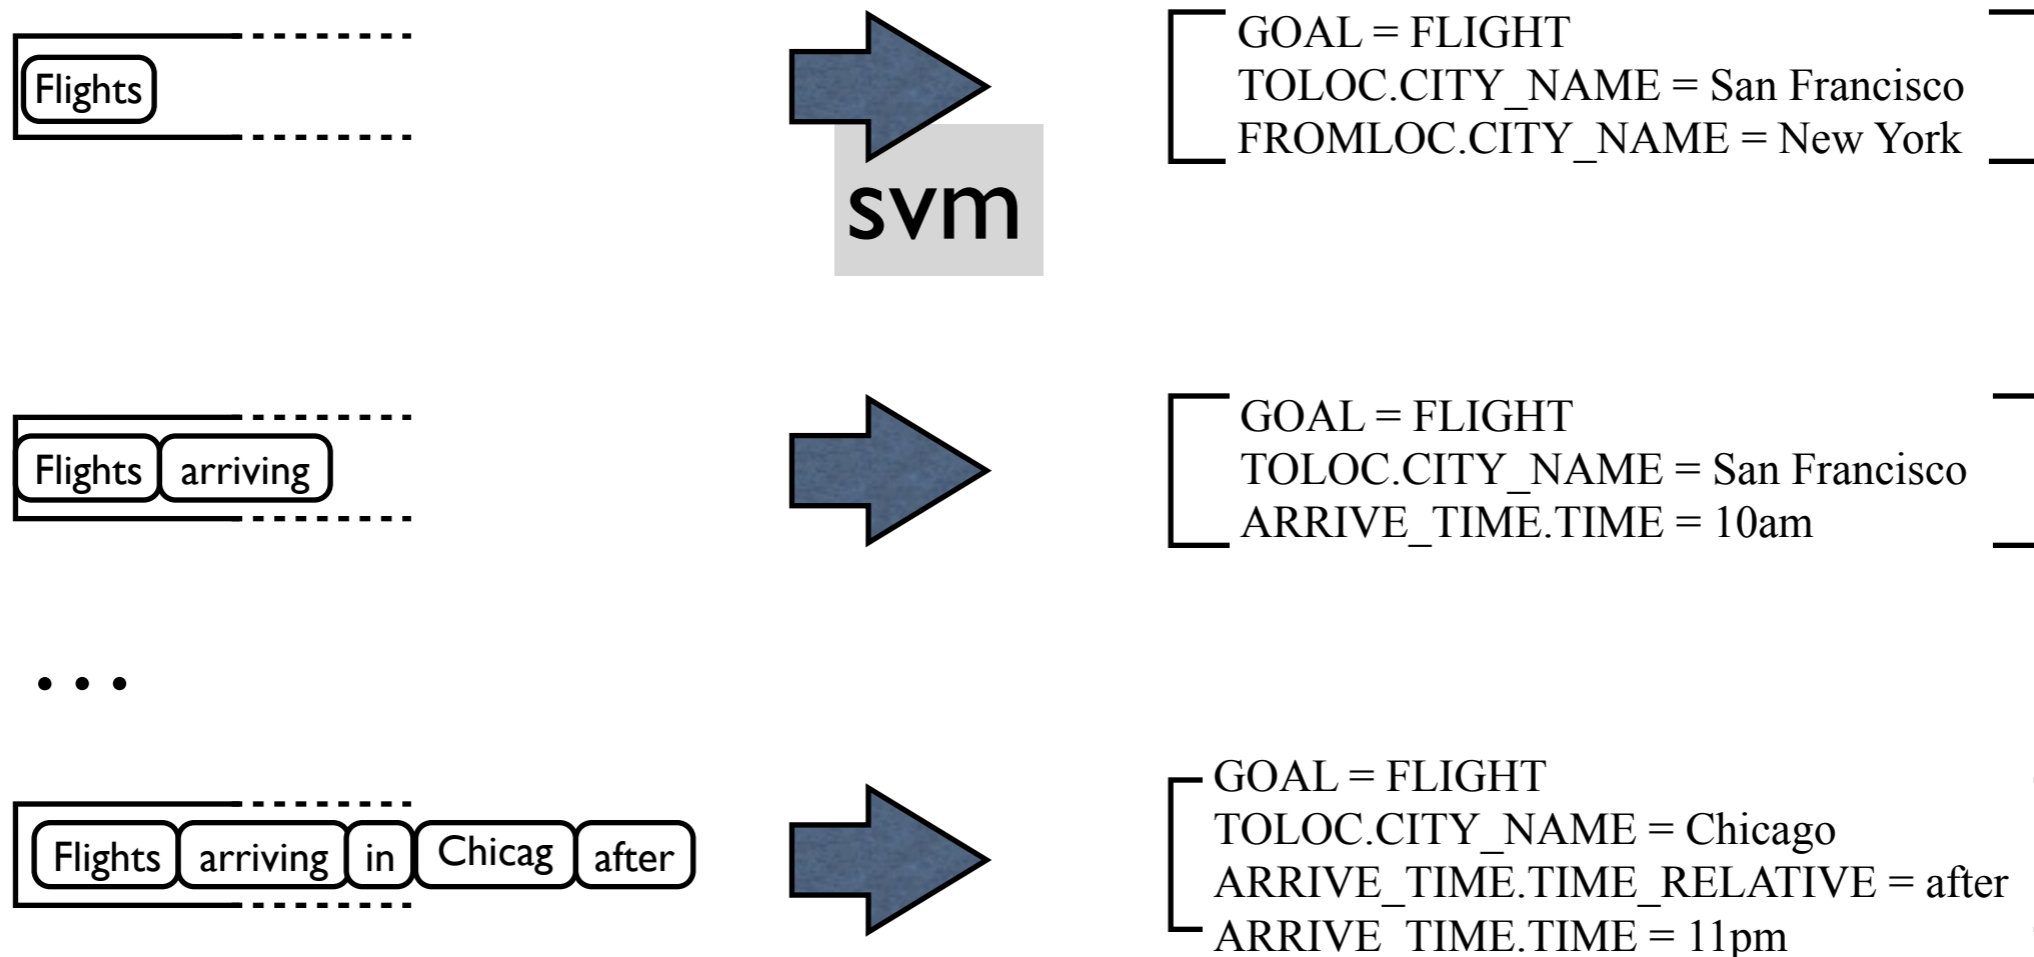 Flights
svm
GOAL = FLIGHT
TOLOC.CITY_NAME = San Francisco
FROMLOC.CITY_NAME = New York
Flights arriving
GOAL = FLIGHT
TOLOC.CITY_NAME = San Francisco
ARRIVE_TIME.TIME = 10am
...
Flights arriving in Chicag after
GOAL = FLIGHT
TOLOC.CITY_NAME = Chicago
ARRIVE_TIME.TIME_RELATIVE = after
ARRIVE_TIME.TIME = 11pm